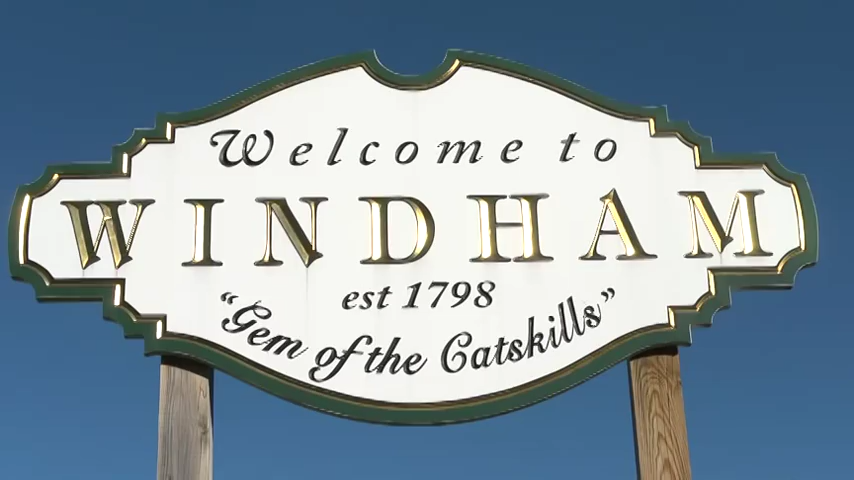 Welcome to
WINDHAM
est 1798
“Gem of the Catskills”